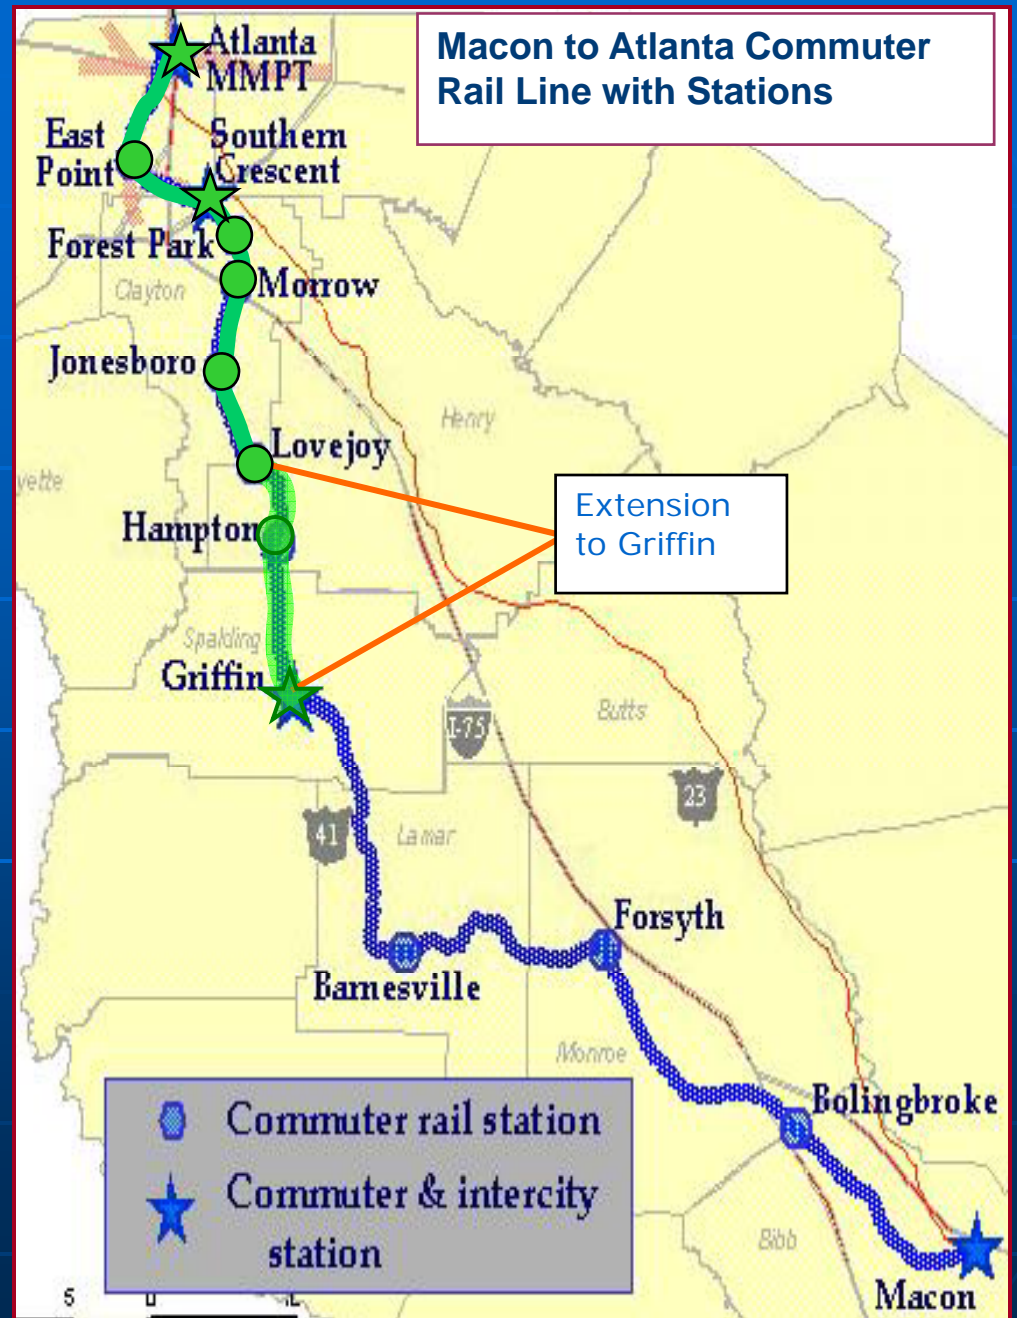 Macon to Atlanta Commuter
Rail Line with Stations
Atlanta
MMPT
East
Point
Southern
Crescent
Forest Park
Clayton
Morrow
Jonesboro
Henry
Lovejoy
yette
Extension
to Griffin
Hampton
Spalding
Griffin
I-75
Butts
23
41
Lamar
Forsyth
Barnesville
Monroe
Bolingbroke
Commuter rail station
Commuter & intercity
station
Bibb
Macon
5